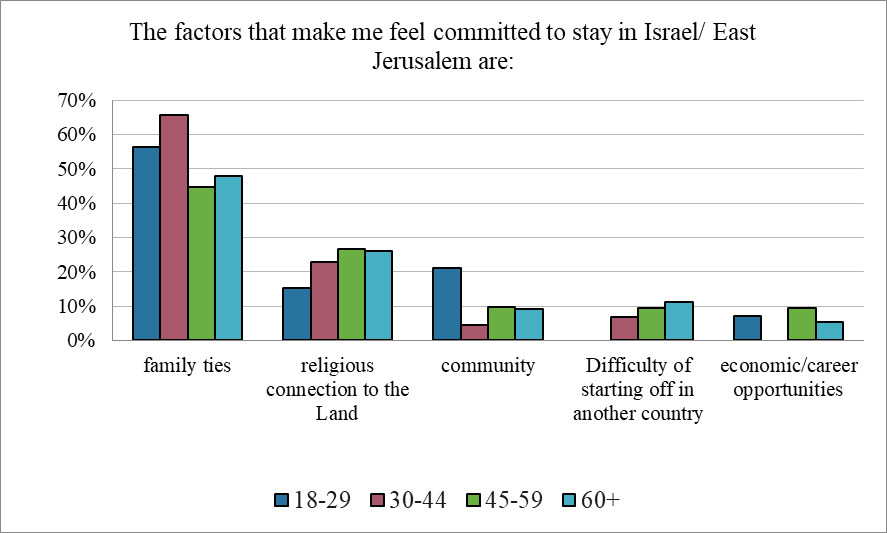 The factors that make me feel committed to stay in Israel/ East
Jerusalem are:
70%
60%
50%
40%
30%
20%
10%
0%
family ties
religious
connection to the
Land
community
Difficulty of
starting off in
another country
economic/career
opportunities
18-29 30-44 45-59 60+